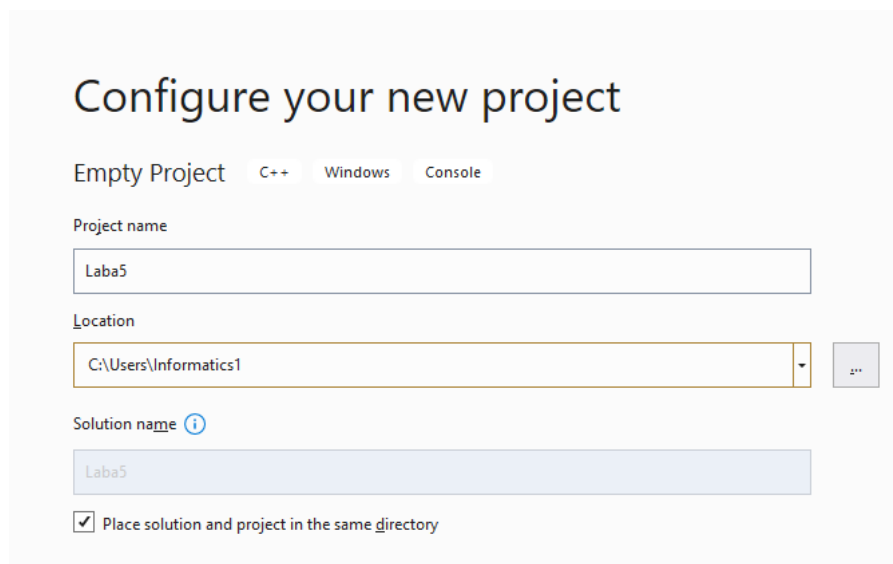 Configure your new project
Empty Project C++ Windows Console
Project name
Laba5
Location
C:\Users\Informatics1
...
Solution name i
Laba5
Place solution and project in the same directory